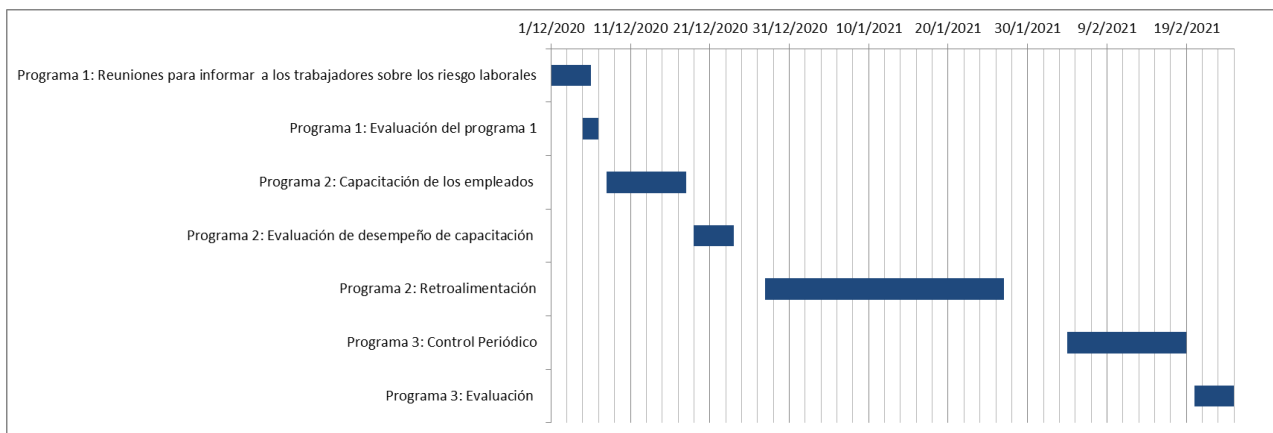 1/12/2020 11/12/2020 21/12/2020 31/12/2020 10/1/2021 20/1/2021 30/1/2021 9/2/2021 19/2/2021
Programa 1: Reuniones para informar a los trabajadores sobre los riesgo laborales
Programa 1: Evaluación del programa 1
Programa 2: Capacitación de los empleados
Programa 2: Evaluación de desempeño de capacitación
Programa 2: Retroalimentación
Programa 3: Control Periódico
Programa 3: Evaluación